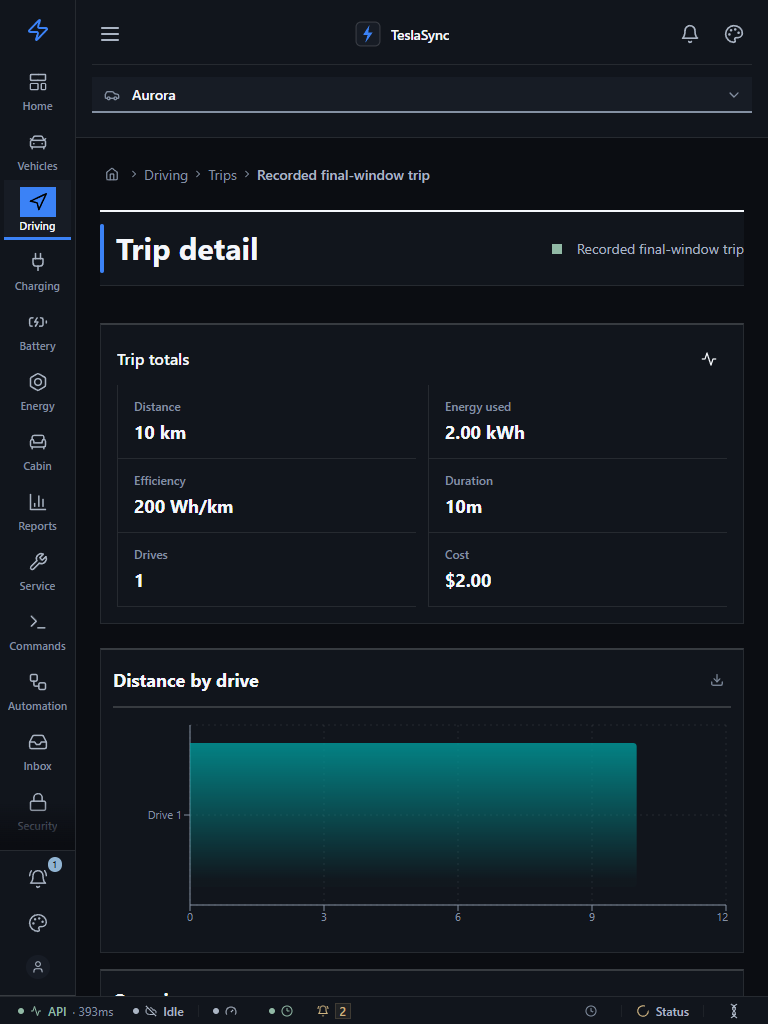 TeslaSync
Aurora
Home
Vehicles
Driving
Charging
Battery
Energy
Cabin
Reports
Service
Commands
Automation
Inbox
Security
1
Driving
Trips
Recorded final-window trip
Trip detail
Recorded final-window trip
Trip totals
Distance
10 km
Energy used
2.00 kWh
Efficiency
200 Wh/km
Duration
10m
Drives
1
Cost
$2.00
Distance by drive
Drive 1
0 3 6 9 12
API · 393ms
Idle
2
Status